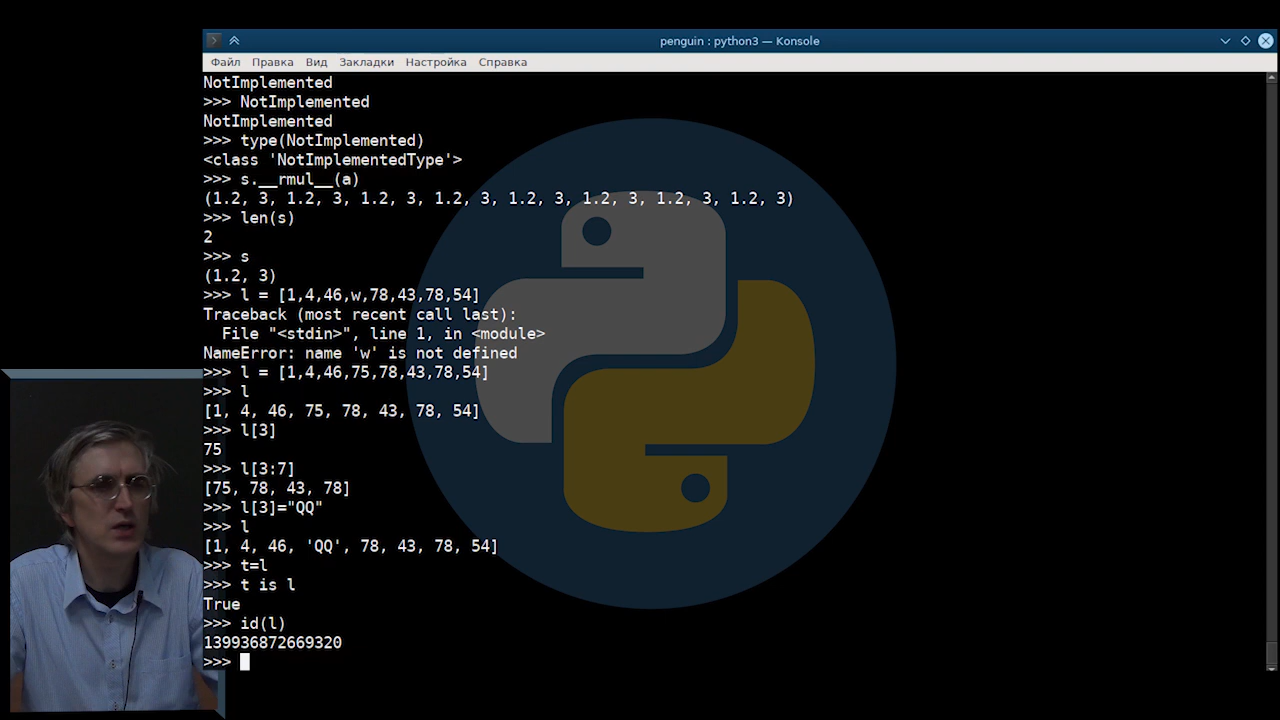 penguin : python3 — Konsole
Файл Правка Вид Закладки Настройка Справка
NotImplemented
>>> NotImplemented
NotImplemented
>>> type(NotImplemented)
<class 'NotImplementedType'>
>>> s.__rmul__(a)
(1.2, 3, 1.2, 3, 1.2, 3, 1.2, 3, 1.2, 3, 1.2, 3, 1.2, 3, 1.2, 3)
>>> len(s)
2
>>> s
(1.2, 3)
>>> l = [1,4,46,w,78,43,78,54]
Traceback (most recent call last):
  File "<stdin>", line 1, in <module>
NameError: name 'w' is not defined
>>> l = [1,4,46,75,78,43,78,54]
>>> l
[1, 4, 46, 75, 78, 43, 78, 54]
>>> l[3]
75
>>> l[3:7]
[75, 78, 43, 78]
>>> l[3]="QQ"
>>> l
[1, 4, 46, 'QQ', 78, 43, 78, 54]
>>> t=l
>>> t is l
True
>>> id(l)
139936872669320
>>>